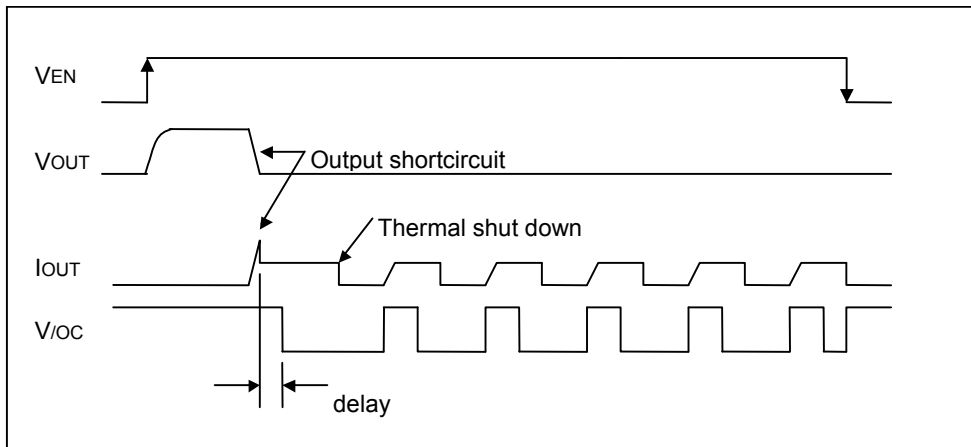 VEN
VOUT
Output shortcircuit
Thermal shut down
IOUT
V/OC
delay